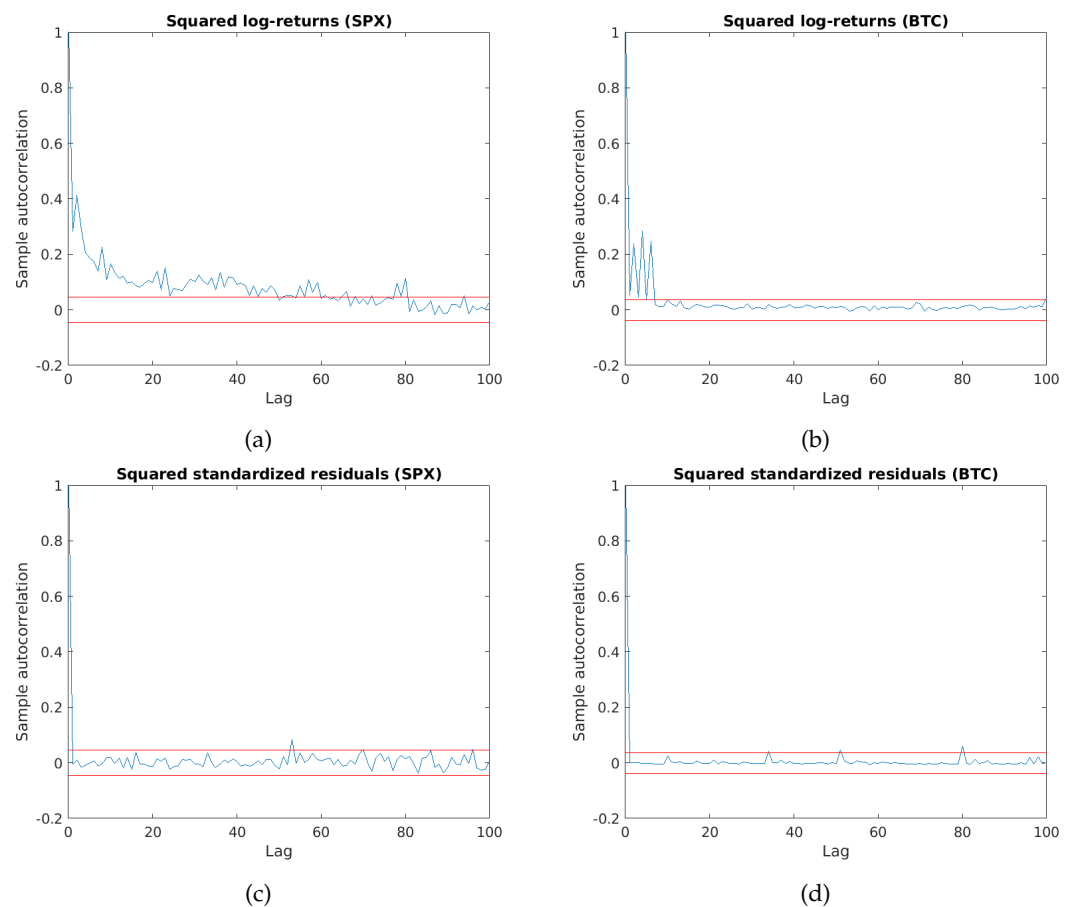 Squared log-returns (SPX)
1
0.8
0.6
0.4
0.2
0
-0.2
Sample autocorrelation
0 20 40 60 80 100
Lag
(a)
Squared log-returns (BTC)
1
0.8
0.6
0.4
0.2
0
-0.2
Sample autocorrelation
0 20 40 60 80 100
Lag
(b)
Squared standardized residuals (SPX)
1
0.8
0.6
0.4
0.2
0
-0.2
Sample autocorrelation
0 20 40 60 80 100
Lag
(c)
Squared standardized residuals (BTC)
1
0.8
0.6
0.4
0.2
0
-0.2
Sample autocorrelation
0 20 40 60 80 100
Lag
(d)